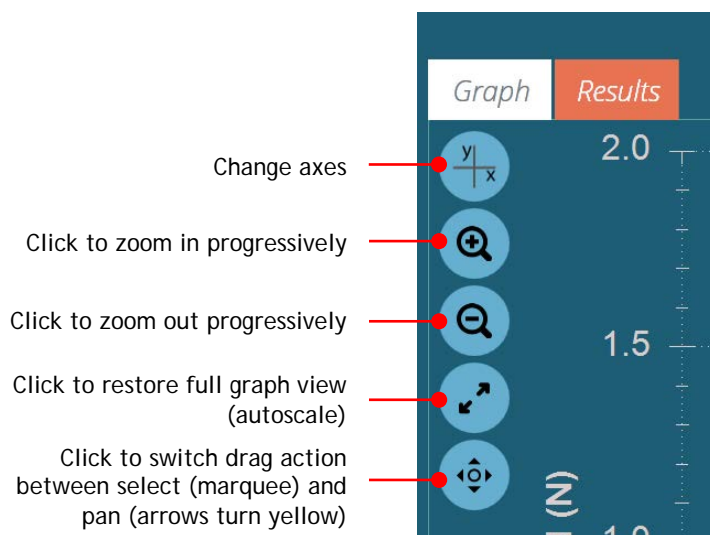 Graph Results
y
x
2.0
Change axes
Click to zoom in progressively
Click to zoom out progressively
1.5
Click to restore full graph view
(autoscale)
Click to switch drag action
between select (marquee) and
pan (arrows turn yellow)
(N)
1.0